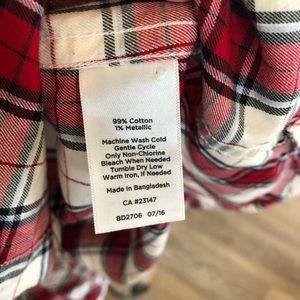 99% Cotton
1% Metallic
Machine Wash Cold
Gentle Cycle
Only Non-Chlorine
Bleach When Needed
Tumble Dry Low
Warm Iron, If Needed
Made in Bangladesh
CA #23147
BD2706 07/16